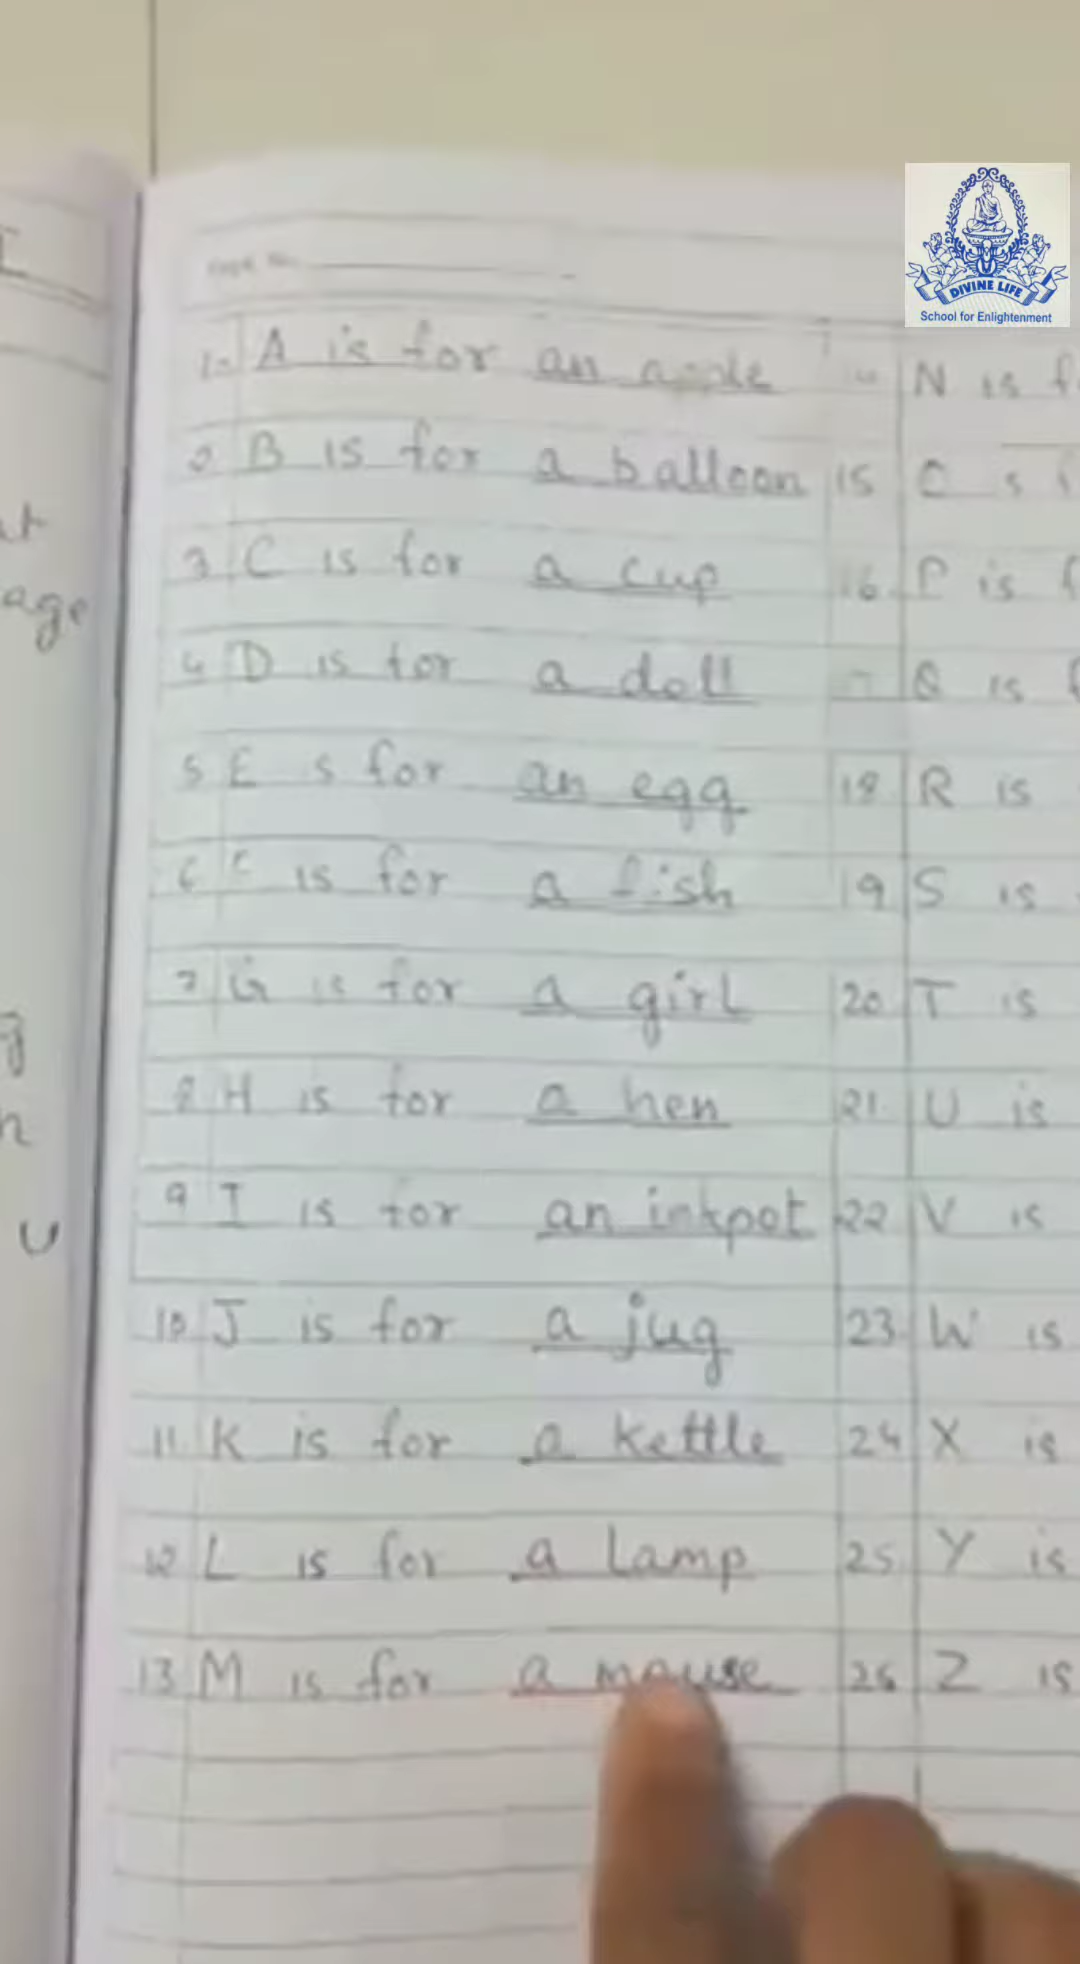 DIVINE LIFE
School for Enlightenment
Page No.
1. A is for an apple
2 B is for a balloon
3 C is for a cup
4 D is for a doll
5 E s for an egg
6 F is for a fish
7 G is for a girl
8 H is for a hen
9 I is for an inkpot
10 J is for a jug
11. K is for a kettle
12 L is for a Lamp
13 M is for a mouse
N is
15
16. P is
Q is
18. R is
19 S is
20 T is
21. U is
22 V is
23. W is
24 X is
25. Y is
26 Z is
age
u